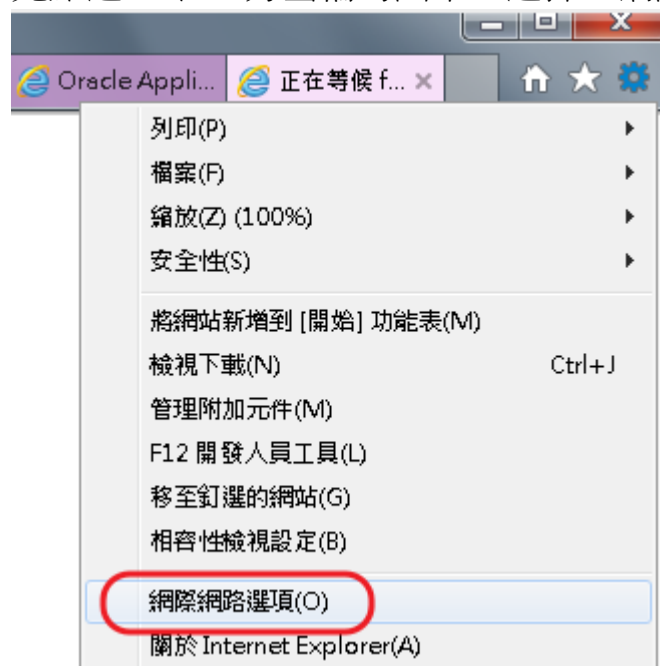 Oracle Appli... 正在等候 f...
列印(P)
檔案(F)
縮放(Z) (100%)
安全性(S)
將網站新增到 [開始] 功能表(M)
檢視下載(N) Ctrl+J
管理附加元件(M)
F12 開發人員工具(L)
移至釘選的網站(G)
相容性檢視設定(B)
網際網路選項(O)
關於 Internet Explorer(A)